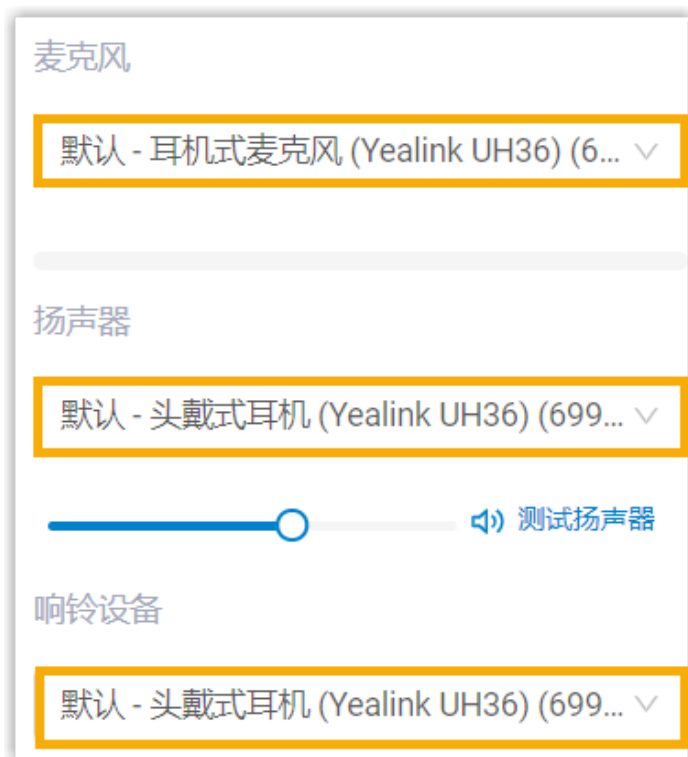 麦克风
默认 - 耳机式麦克风 (Yealink UH36) (6...
扬声器
默认 - 头戴式耳机 (Yealink UH36) (699...
测试扬声器
响铃设备
默认 - 头戴式耳机 (Yealink UH36) (699...